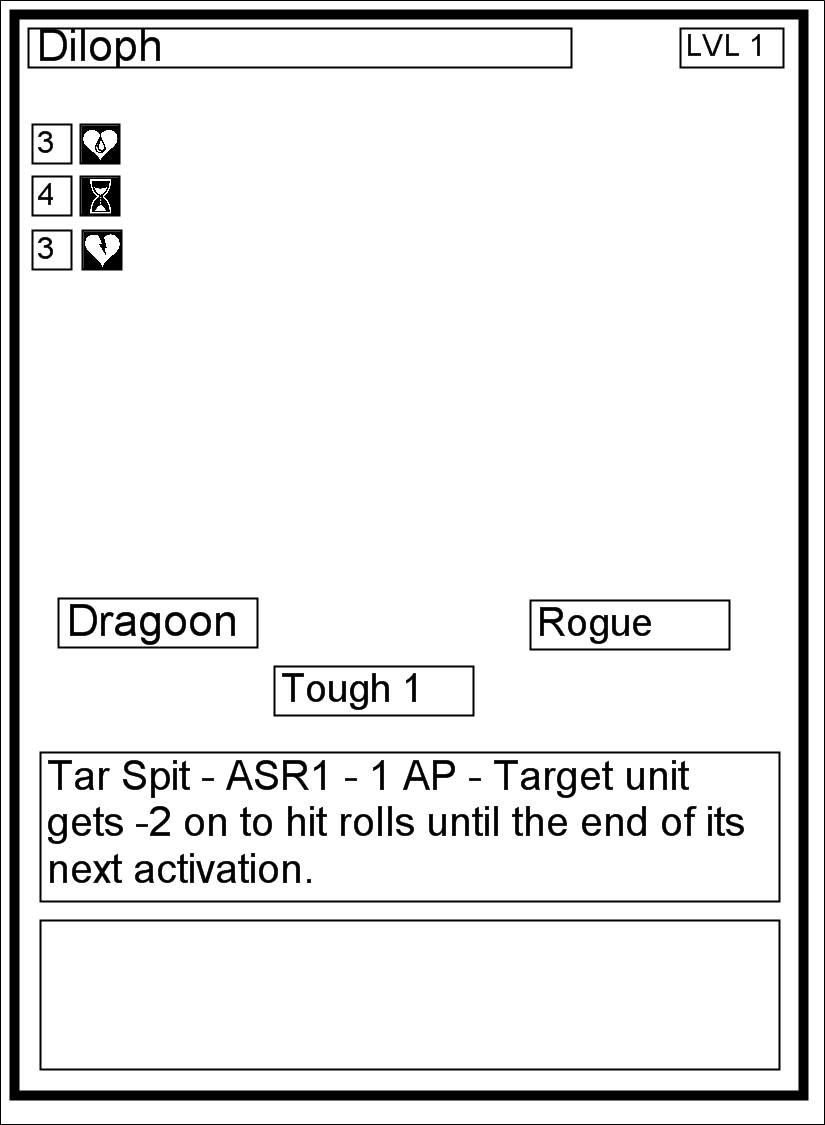 Diloph
LVL 1
3
4
3
Dragoon
Rogue
Tough 1
Tar Spit - ASR1 - 1 AP - Target unit
gets -2 on to hit rolls until the end of its
next activation.